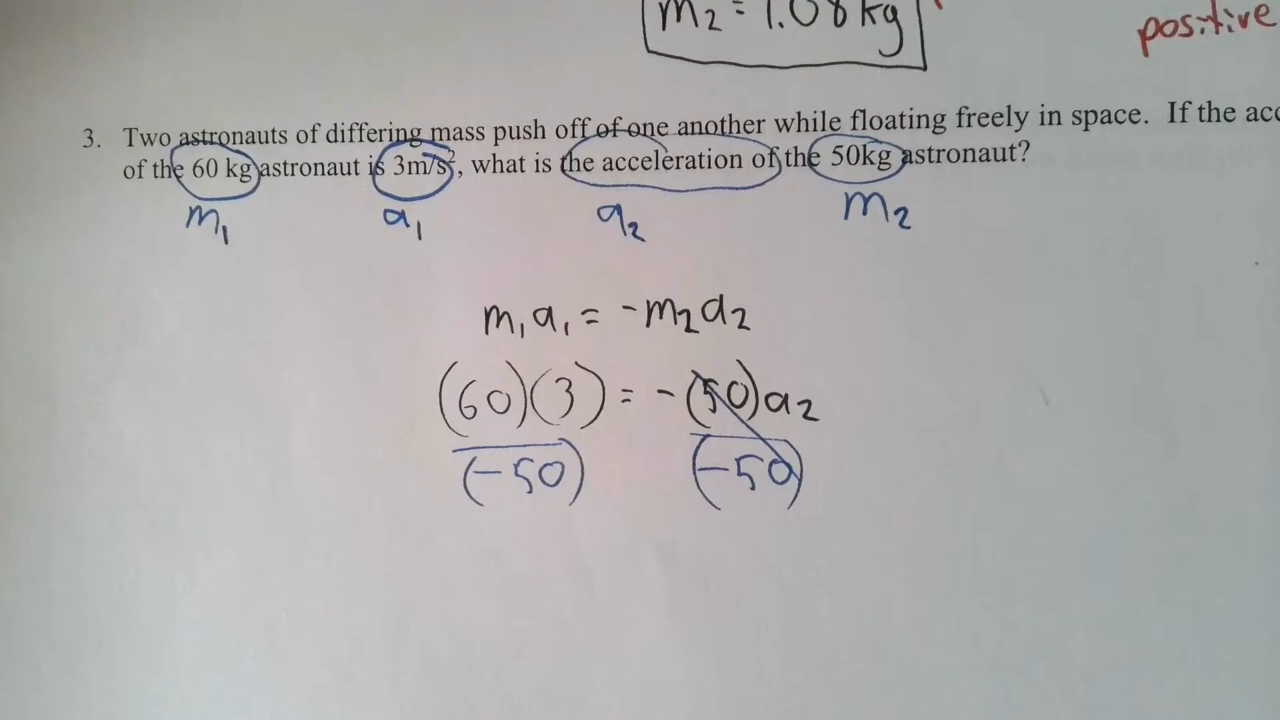 m₂ = 1.08 kg
positive
3. Two astronauts of differing mass push off of one another while floating freely in space. If the acc
of the 60 kg astronaut is 3m/s², what is the acceleration of the 50kg astronaut?
m₁ a₁ a₂ m₂
m₁a₁ = -m₂a₂
(60)(3) = -(50)a₂
(-50) (-50)